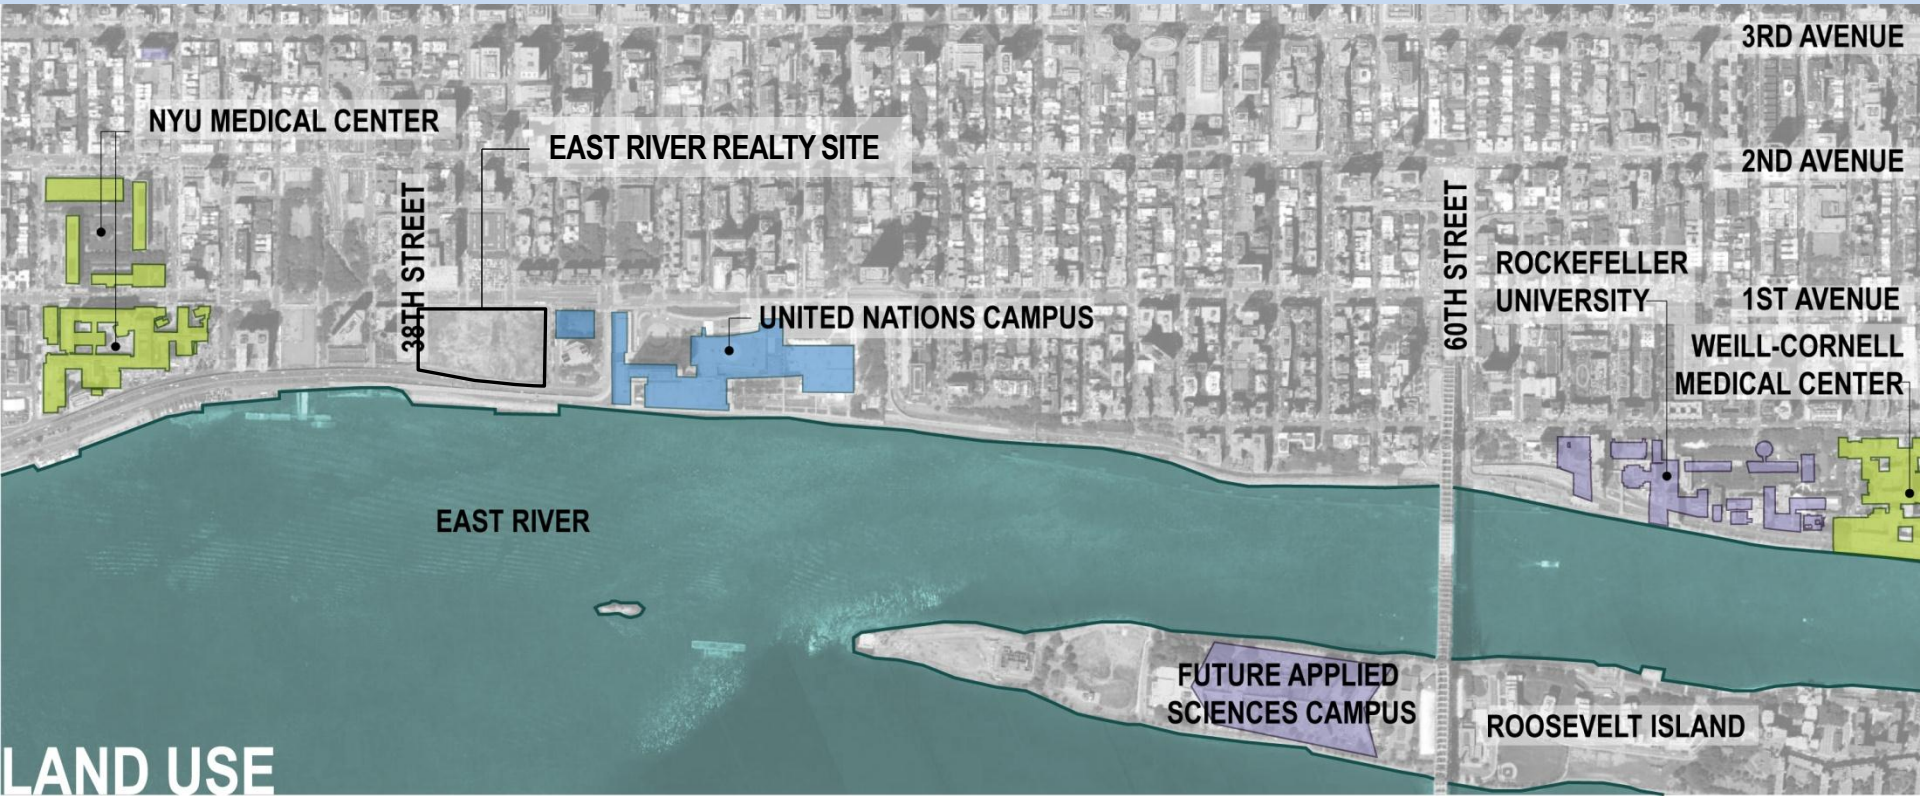 3RD AVENUE
NYU MEDICAL CENTER
EAST RIVER REALTY SITE
2ND AVENUE
38TH STREET
60TH STREET
ROCKEFELLER
UNIVERSITY
1ST AVENUE
UNITED NATIONS CAMPUS
WEILL-CORNELL
MEDICAL CENTER
EAST RIVER
FUTURE APPLIED
SCIENCES CAMPUS
ROOSEVELT ISLAND
LAND USE